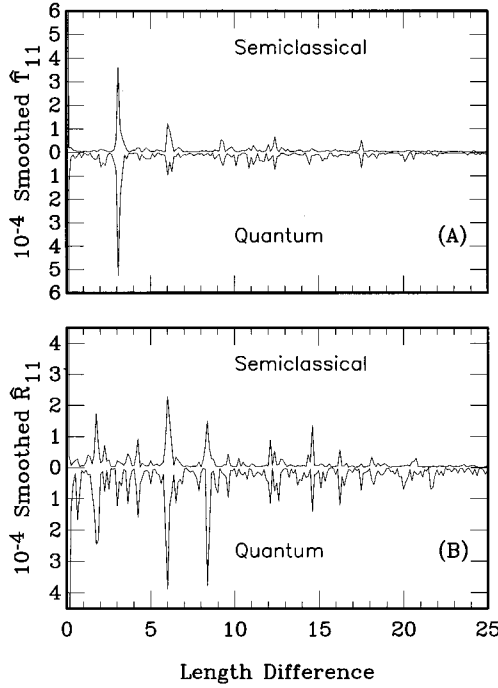 6
5
4
3
2
1
0
1
2
3
4
5
6
10⁻⁴ Smoothed T̂₁₁
Semiclassical
Quantum
(A)
4
3
2
1
0
1
2
3
4
10⁻⁴ Smoothed R̂₁₁
Semiclassical
Quantum
(B)
0 5 10 15 20 25
Length Difference